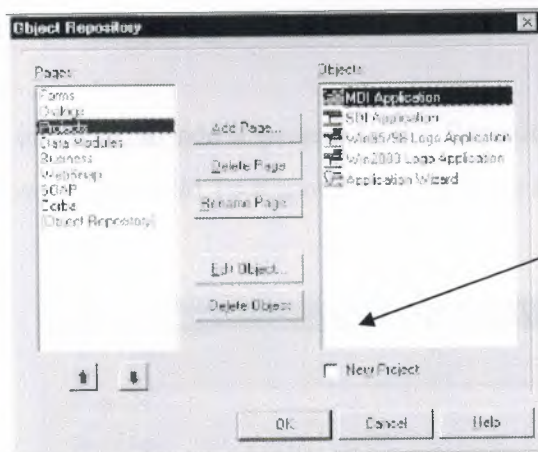 Object Repository
Pages:
Forms
Dialogs
Projects
Data Modules
Business
WebSnap
SOAP
Corba
[Object Repository]
Add Page...
Delete Page
Rename Page
Edit Object...
Delete Object
Objects:
MDI Application
SDI Application
Win95/98 Logo Application
Win2000 Logo Application
Application Wizard
New Project
OK
Cancel
Help